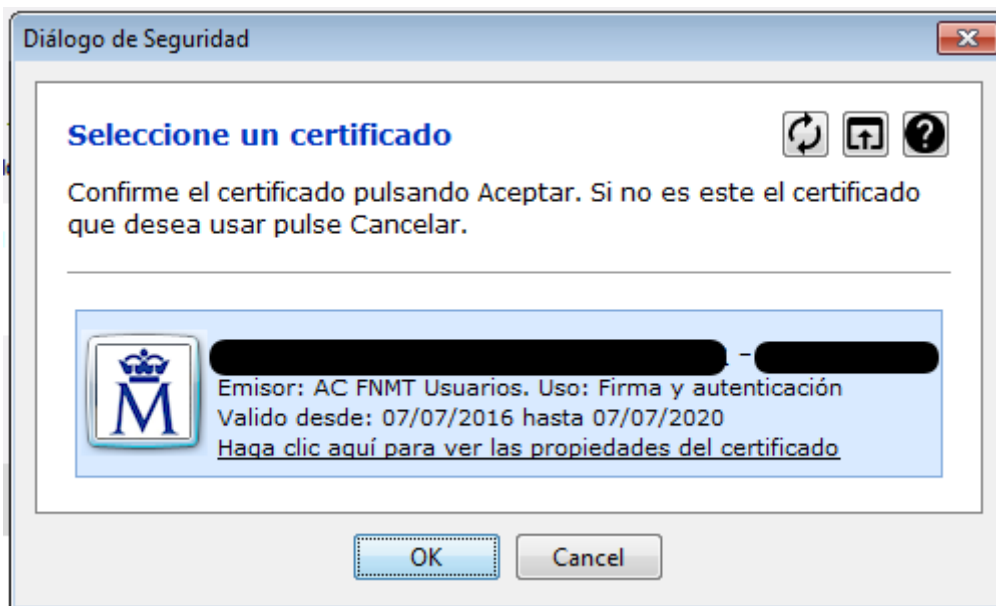 Diálogo de Seguridad
Seleccione un certificado
Confirme el certificado pulsando Aceptar. Si no es este el certificado
que desea usar pulse Cancelar.
-
Emisor: AC FNMT Usuarios. Uso: Firma y autenticación
Valido desde: 07/07/2016 hasta 07/07/2020
Haga clic aquí para ver las propiedades del certificado
OK
Cancel